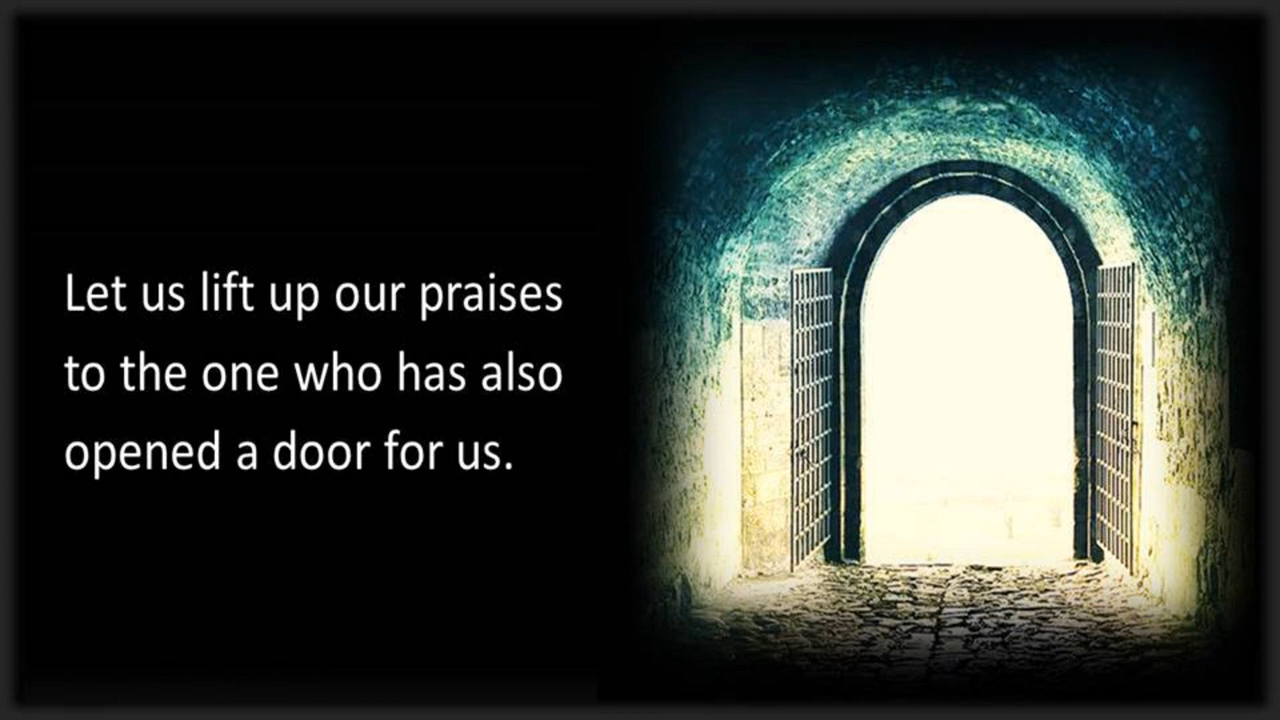 Let us lift up our praises
to the one who has also
opened a door for us.